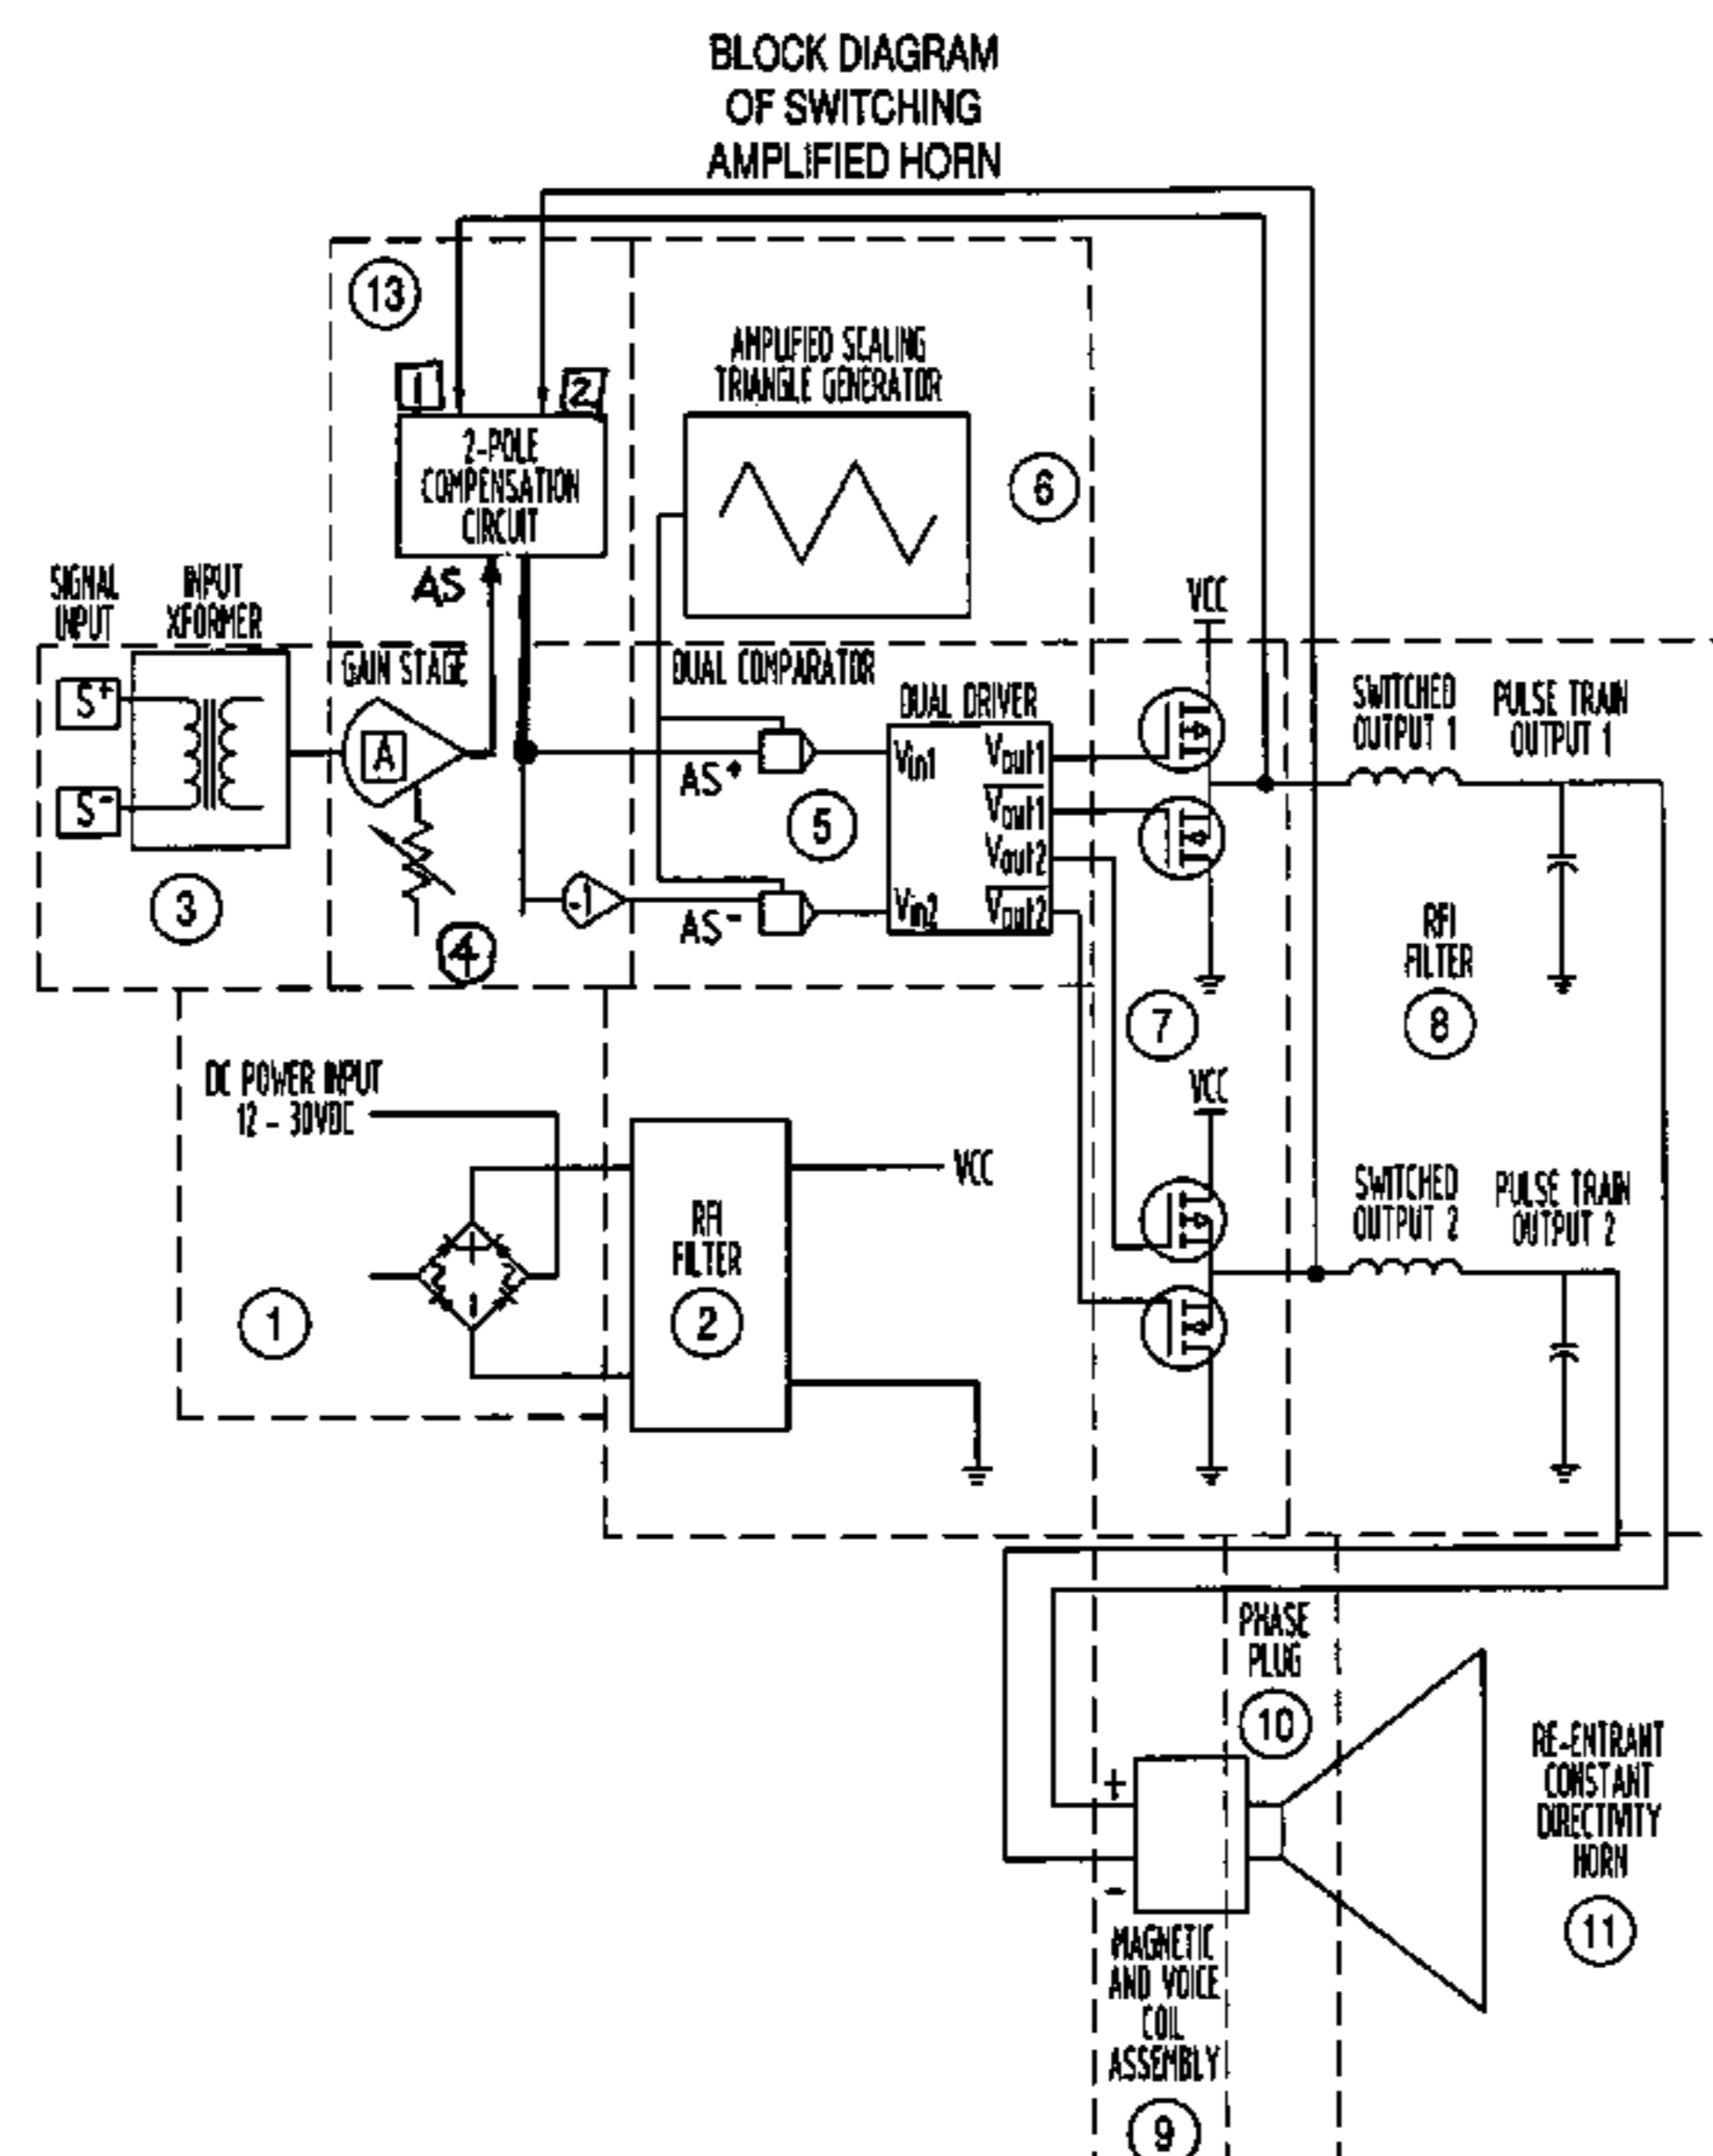 BLOCK DIAGRAM
OF SWITCHING
AMPLIFIED HORN
13
1
2
2-POLE
COMPENSATION
CIRCUIT
AMPLIFIED SCALING
TRIANGLE GENERATOR
6
SIGNAL
INPUT
INPUT
XFORMER
S+
S-
3
AS
GAIN STAGE
A
4
-1
DUAL COMPARATOR
AS+
5
AS-
DUAL DRIVER
Vin1
Vout1
Vout1
Vout2
Vin2
Vout2
VCC
7
VCC
SWITCHED
OUTPUT 1
PULSE TRAIN
OUTPUT 1
RFI
FILTER
8
SWITCHED
OUTPUT 2
PULSE TRAIN
OUTPUT 2
DC POWER INPUT
12 - 30VDC
1
RFI
FILTER
2
VCC
PHASE
PLUG
10
+
-
MAGNETIC
AND VOICE
COIL
ASSEMBLY
9
RE-ENTRANT
CONSTANT
DIRECTIVITY
HORN
11